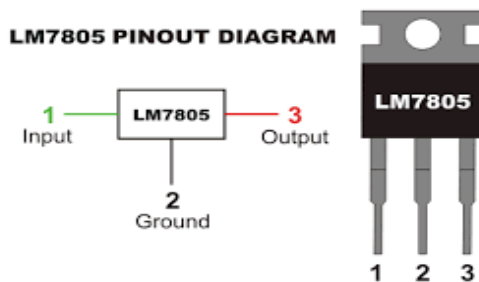 LM7805 PINOUT DIAGRAM
1
Input
LM7805
3
Output
2
Ground
LM7805
1 2 3